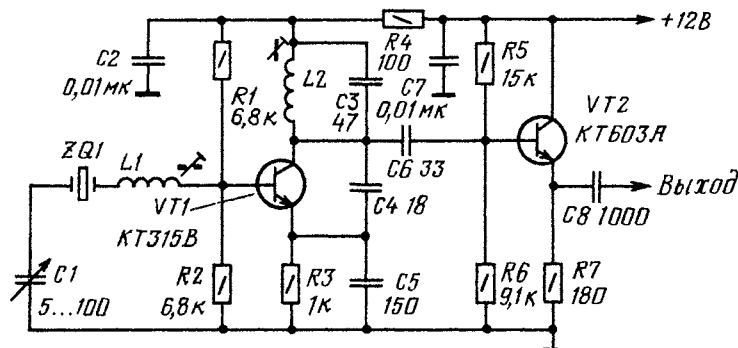 +12В
C2
0,01мк
R1
6,8к
L2
C3
47
R4
100
C7
0,01мк
R5
15к
VT2
КТ603А
ZQ1
L1
VT1
КТ315В
C6 33
C4 18
Выход
C8 1000
C1
5...100
R2
6,8к
R3
1к
C5
150
R6
9,1к
R7
180